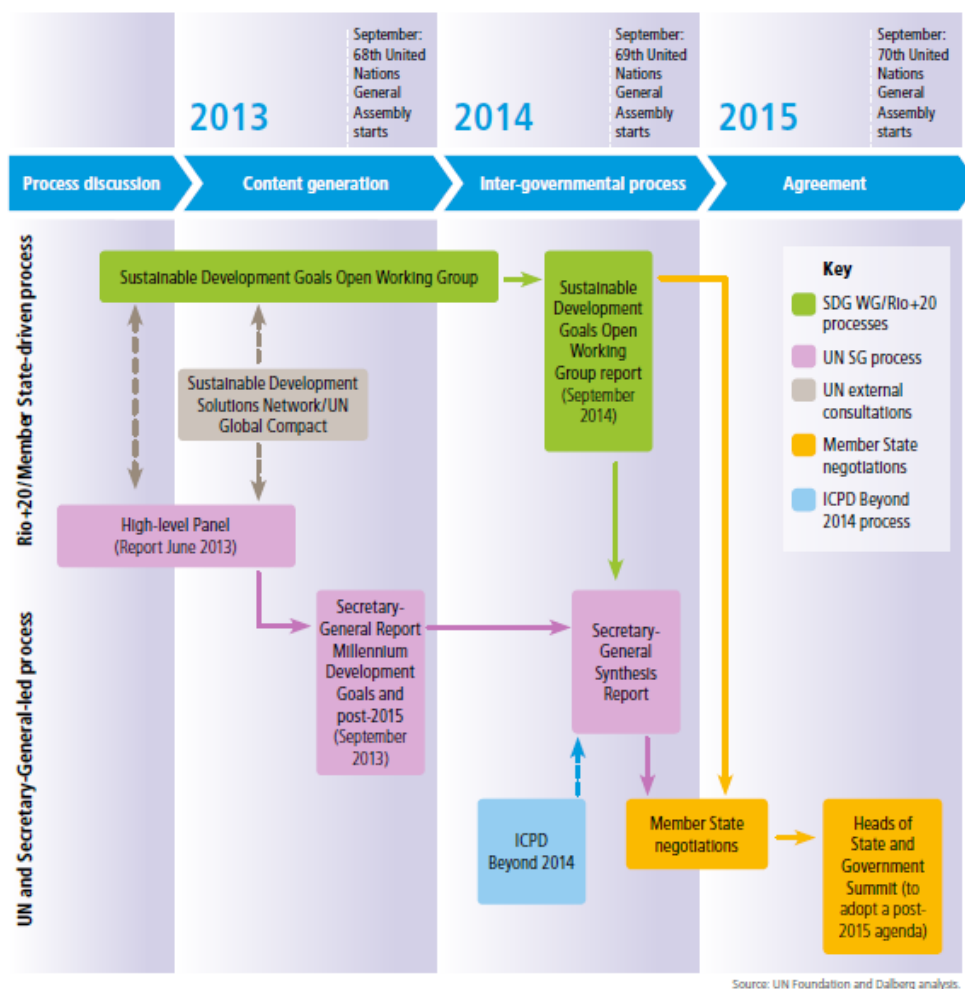 September:
68th United
Nations
General
Assembly
starts
September:
69th United
Nations
General
Assembly
starts
September:
70th United
Nations
General
Assembly
starts
2013
2014
2015
Process discussion
Content generation
Inter-governmental process
Agreement
Rio+20/Member State-driven process
UN and Secretary-General-led process
Sustainable Development Goals Open Working Group
Sustainable
Development
Goals Open
Working
Group report
(September
2014)
Key
SDG WG/Rio+20
processes
UN SG process
UN external
consultations
Member State
negotiations
ICPD Beyond
2014 process
Sustainable Development
Solutions Network/UN
Global Compact
High-level Panel
(Report June 2013)
Secretary-
General Report
Millennium
Development
Goals and
post-2015
(September
2013)
Secretary-
General
Synthesis
Report
ICPD
Beyond 2014
Member State
negotiations
Heads of
State and
Government
Summit (to
adopt a post-
2015 agenda)
Source: UN Foundation and Dalberg analysis.